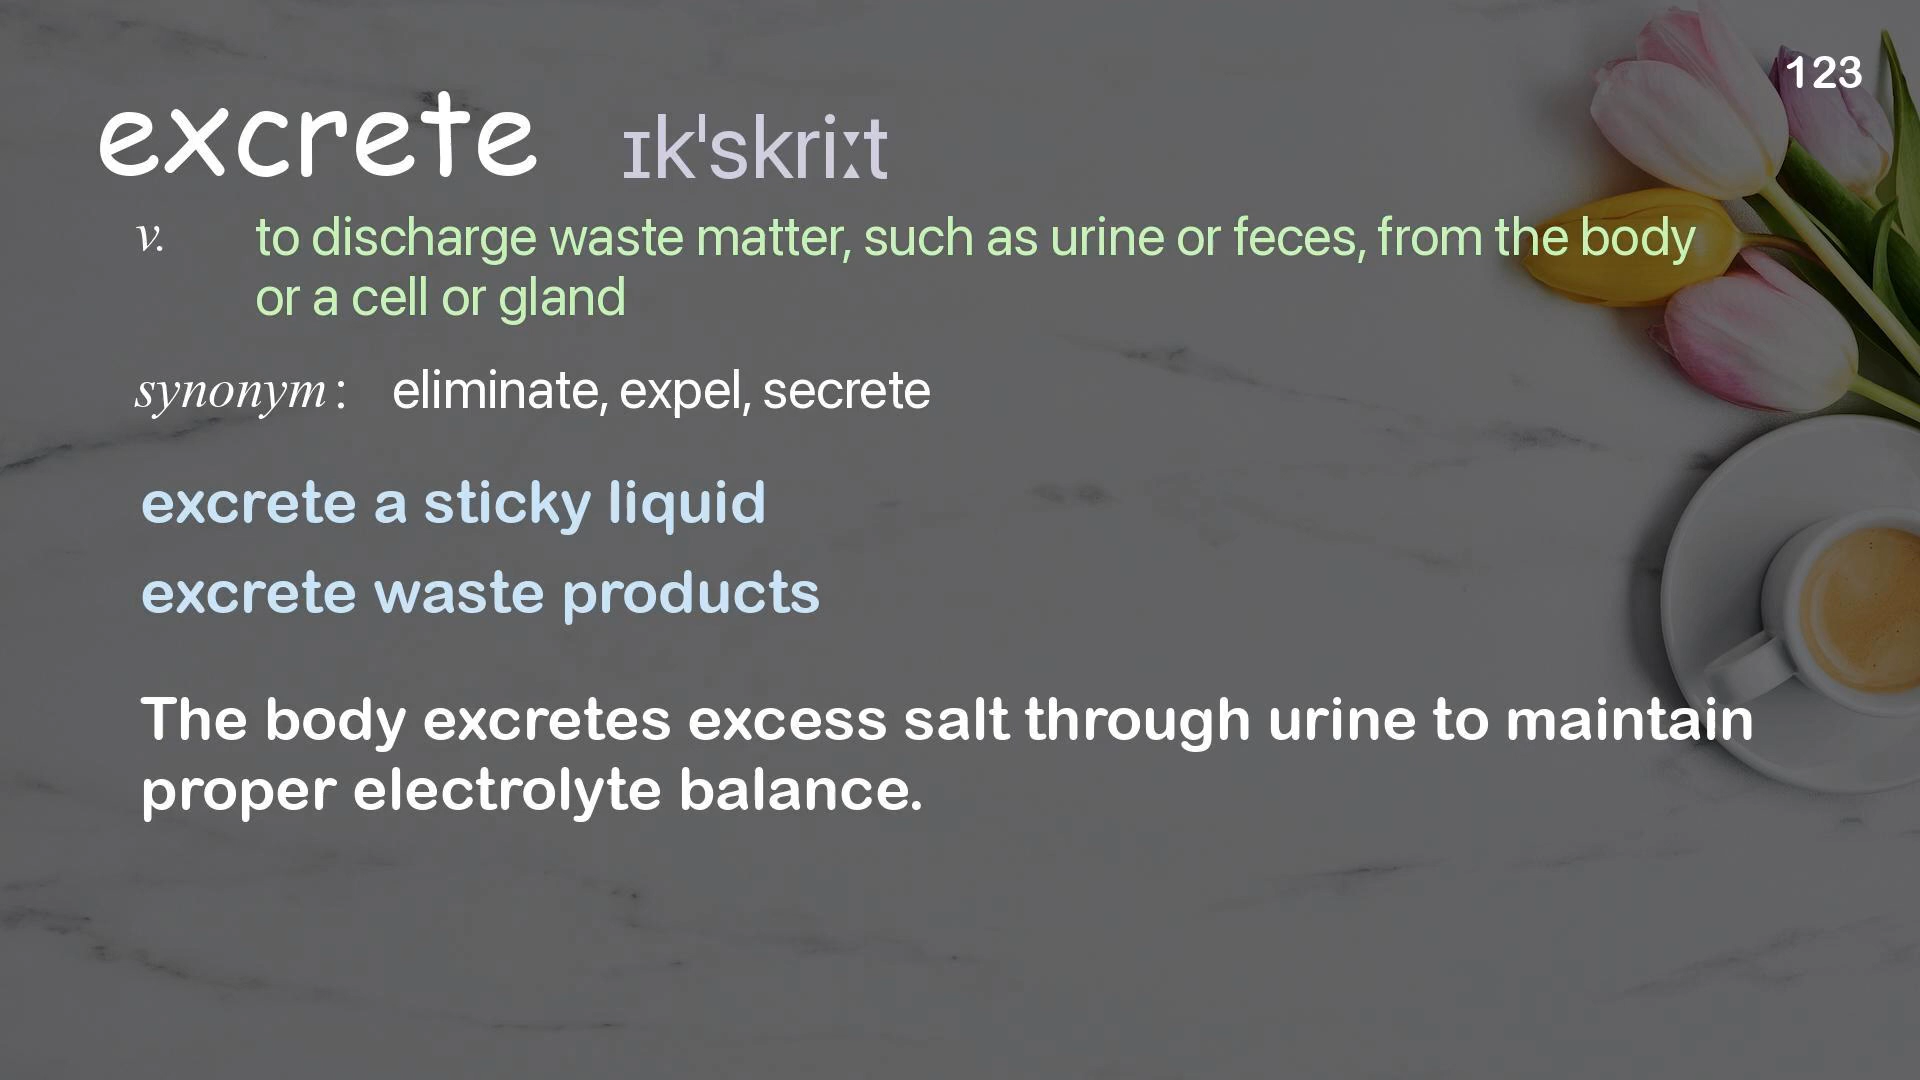 123
excrete ɪkˈskriːt
v. to discharge waste matter, such as urine or feces, from the body
or a cell or gland
synonym: eliminate, expel, secrete
excrete a sticky liquid
excrete waste products
The body excretes excess salt through urine to maintain
proper electrolyte balance.